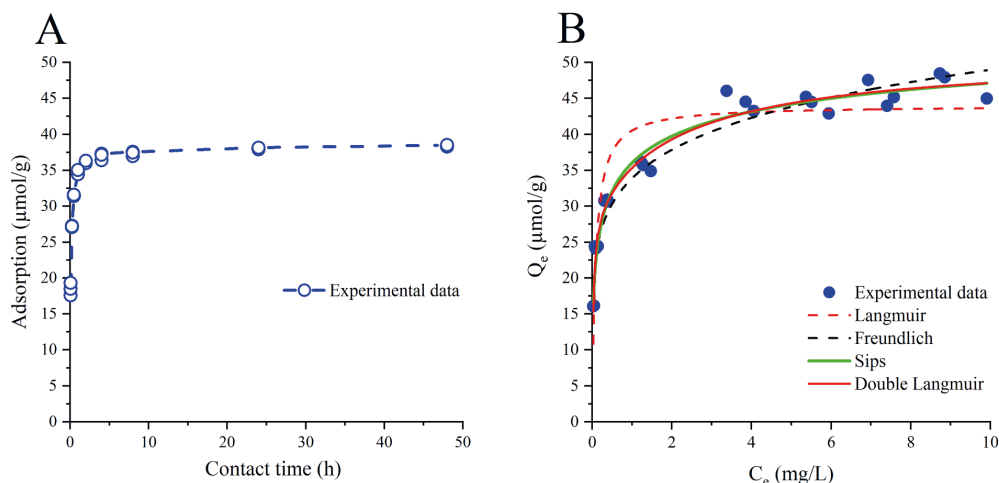 A
Adsorption (µmol/g)
50
45
40
35
30
25
20
15
10
5
0
Experimental data
0 10 20 30 40 50
Contact time (h)
B
Qe (µmol/g)
50
45
40
35
30
25
20
15
10
5
0
Experimental data
Langmuir
Freundlich
Sips
Double Langmuir
0 2 4 6 8 10
Ce (mg/L)